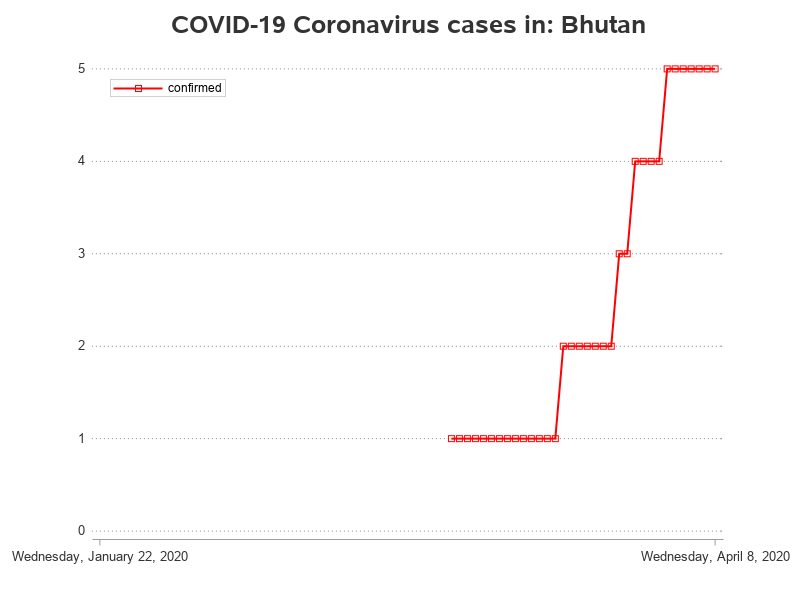 COVID-19 Coronavirus cases in: Bhutan
5
confirmed
4
3
2
1
0
Wednesday, January 22, 2020
Wednesday, April 8, 2020